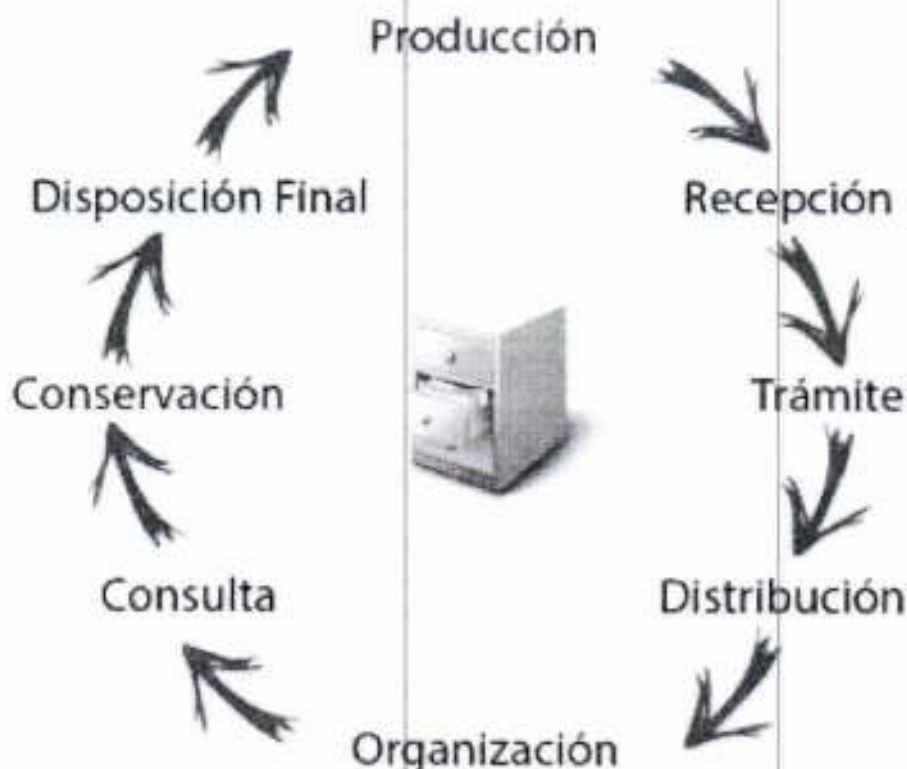 Producción
Disposición Final
Recepción
Conservación
Trámite
Consulta
Distribución
Organización